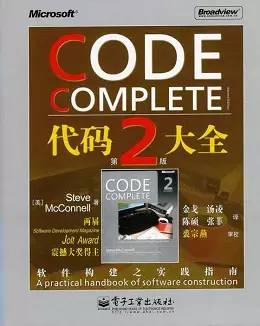 Microsoft
Broadview
CODE
COMPLETE
代码2大全
第 版
[美] Steve McConnell 著
两届
Software Development Magazine
Jolt Award
震撼大奖得主
CODE 2
COMPLETE
金戈 汤凌
陈硕 张菲 译
裘宗燕 审校
软件构建之实践指南
A practical handbook of software construction
电子工业出版社